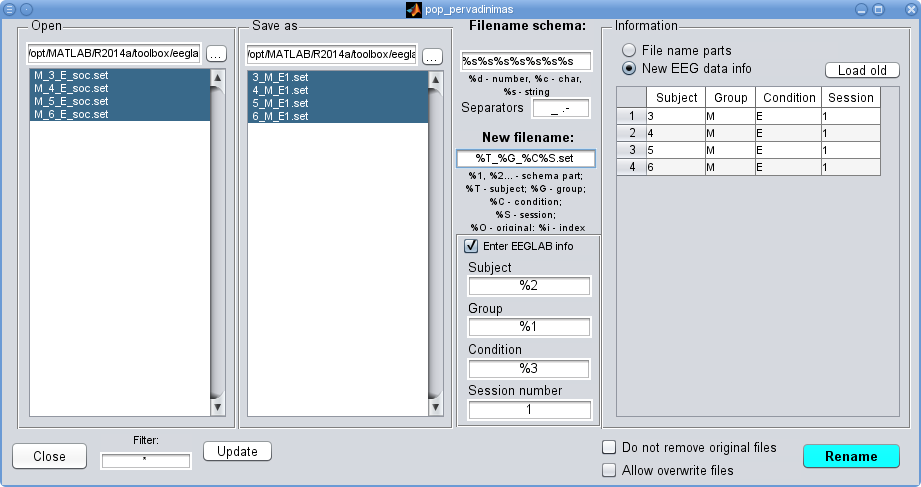 pop_pervadinimas
Open
/opt/MATLAB/R2014a/toolbox/eegla
...
M_3_E_soc.set
M_4_E_soc.set
M_5_E_soc.set
M_6_E_soc.set
Save as
/opt/MATLAB/R2014a/toolbox/eegla
...
3_M_E1.set
4_M_E1.set
5_M_E1.set
6_M_E1.set
Filename schema:
%s%s%s%s%s%s%s
%d - number, %c - char,
%s - string
Separators
_ .-
New filename:
%T_%G_%C%S.set
%1, %2... - schema part;
%T - subject; %G - group;
%C - condition;
%S - session;
%O - original; %i - index
Enter EEGLAB info
Subject
%2
Group
%1
Condition
%3
Session number
1
Information
File name parts
New EEG data info
Load old
Subject Group Condition Session
1 3 M E 1
2 4 M E 1
3 5 M E 1
4 6 M E 1
Close
Filter:
*
Update
Do not remove original files
Allow overwrite files
Rename